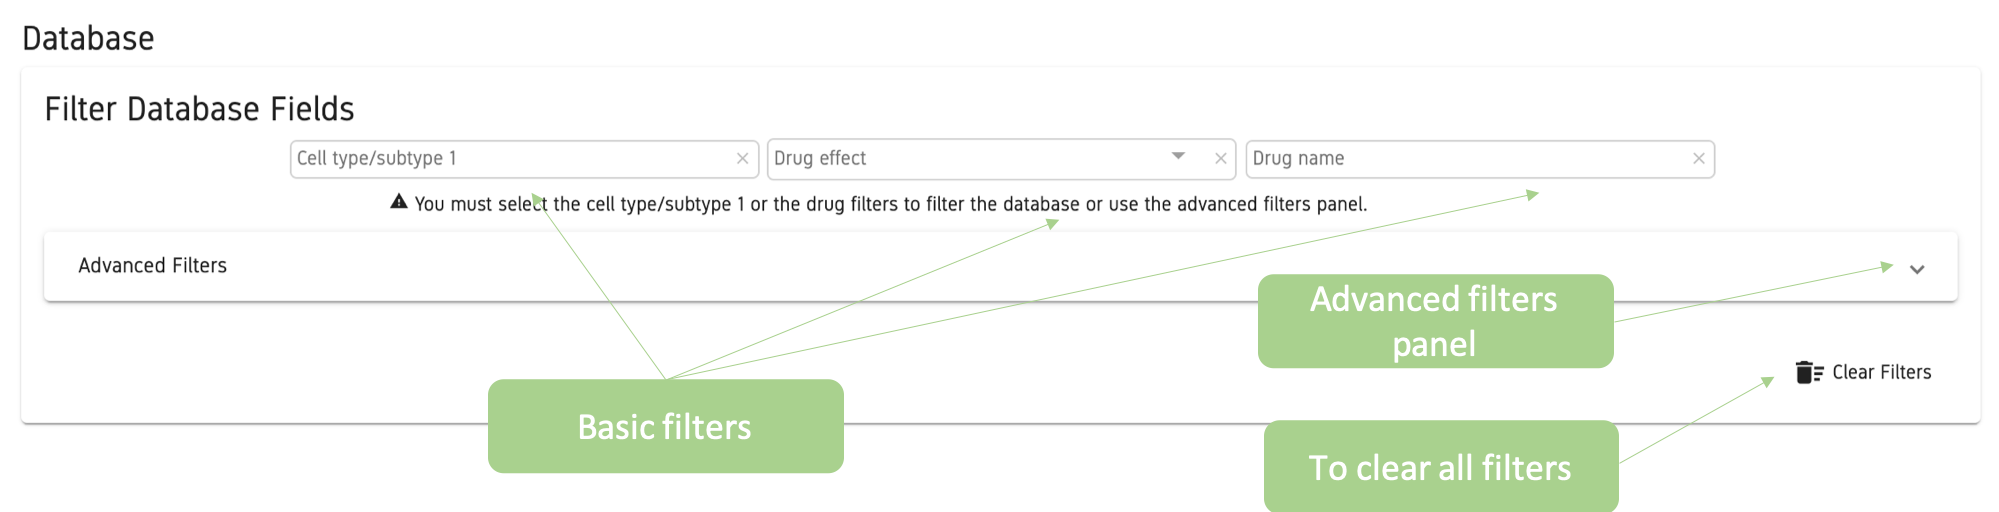 Database
Filter Database Fields
Cell type/subtype 1
Drug effect
Drug name
You must select the cell type/subtype 1 or the drug filters to filter the database or use the advanced filters panel.
Advanced Filters
Advanced filters
panel
Clear Filters
Basic filters
To clear all filters